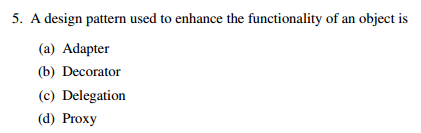 5. A design pattern used to enhance the functionality of an object is
(a) Adapter
(b) Decorator
(c) Delegation
(d) Proxy